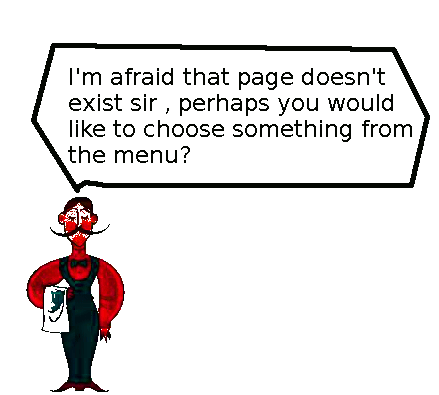 I'm afraid that page doesn't
exist sir , perhaps you would
like to choose something from
the menu?